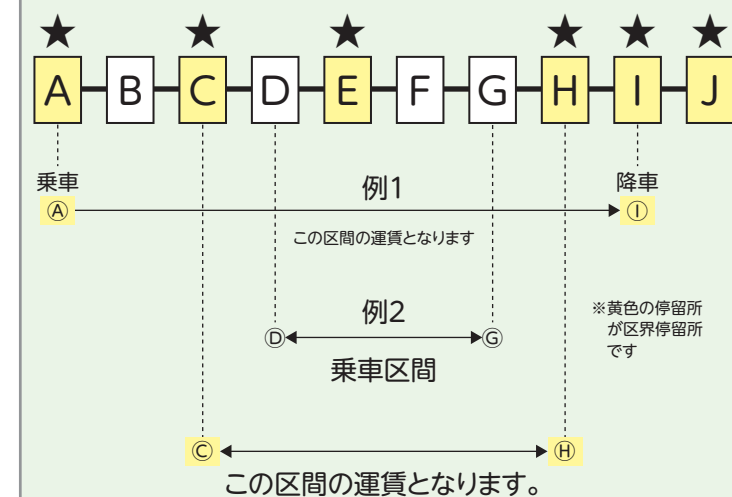 ★ ★ ★ ★ ★ ★
A B C D E F G H I J
乗車 例1 降車
Ⓐ Ⓘ
この区間の運賃となります
例2
Ⓓ Ⓖ
乗車区間
※黄色の停留所
が区界停留所
です
Ⓒ Ⓗ
この区間の運賃となります。